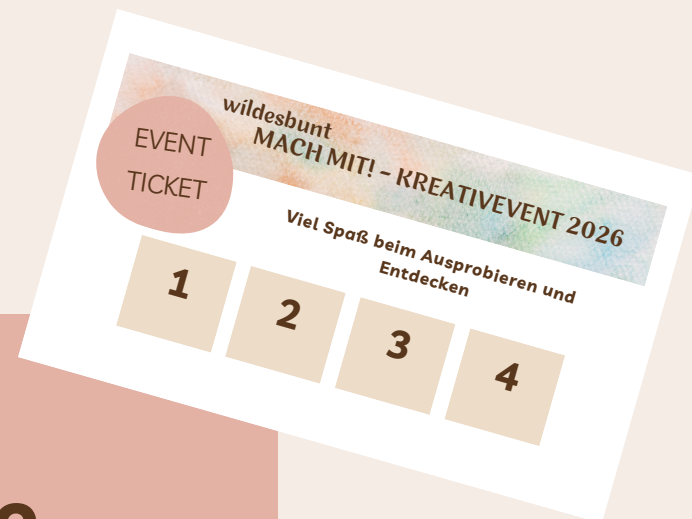 wildesbunt
MACH MIT! - KREATIVEVENT 2026
EVENT
TICKET
Viel Spaß beim Ausprobieren und
Entdecken
1
2
3
4